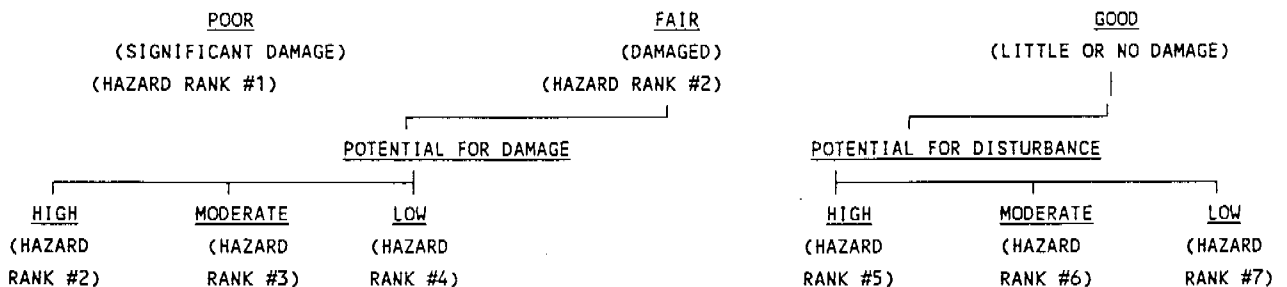 POOR FAIR GOOD
(SIGNIFICANT DAMAGE) (DAMAGED) (LITTLE OR NO DAMAGE)
(HAZARD RANK #1) (HAZARD RANK #2)
POTENTIAL FOR DAMAGE POTENTIAL FOR DISTURBANCE
HIGH MODERATE LOW HIGH MODERATE LOW
(HAZARD (HAZARD (HAZARD (HAZARD (HAZARD (HAZARD
RANK #2) RANK #3) RANK #4) RANK #5) RANK #6) RANK #7)